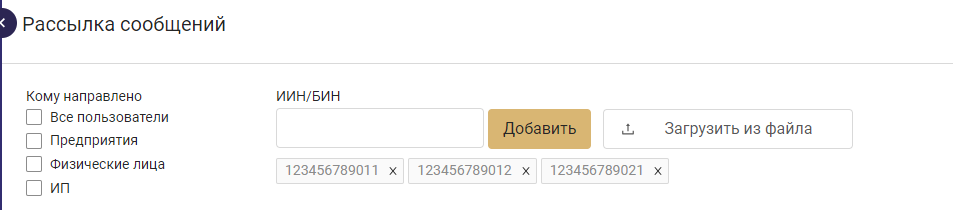 Рассылка сообщений
Кому направлено
Все пользователи
Предприятия
Физические лица
ИП
ИИН/БИН
Добавить
Загрузить из файла
123456789011 x 123456789012 x 123456789021 x